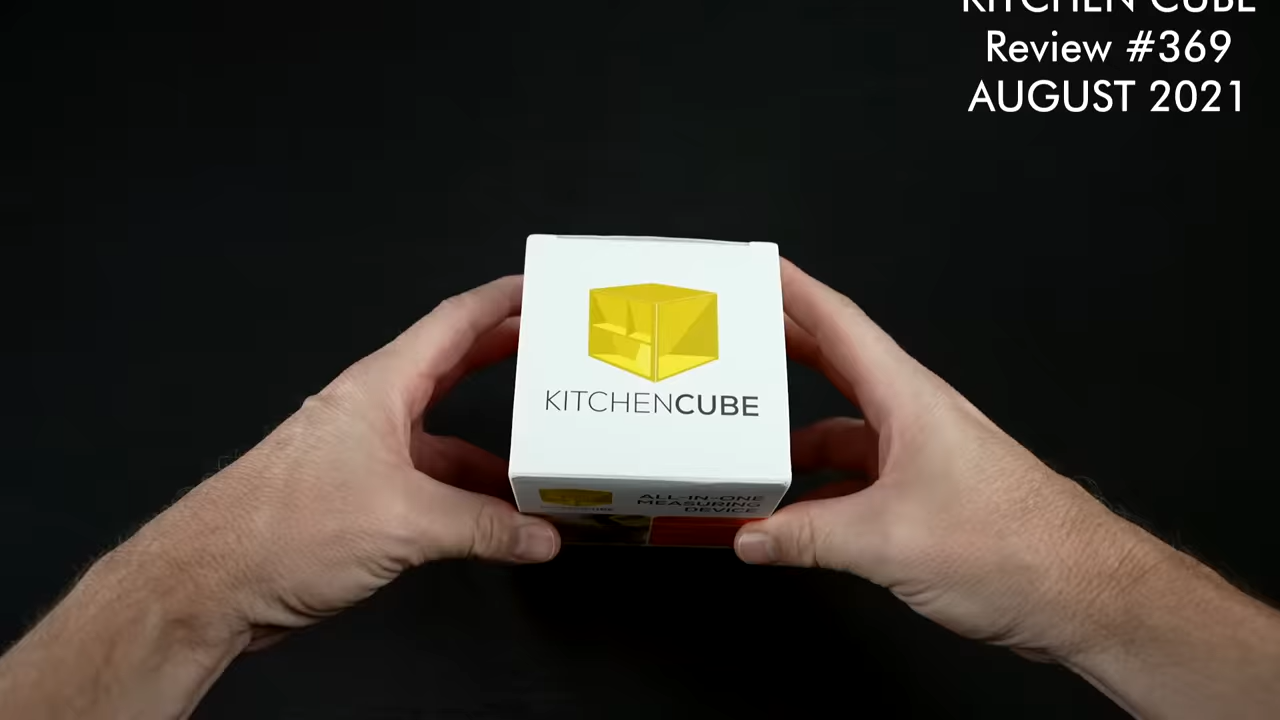 KITCHEN CUBE
Review #369
AUGUST 2021
KITCHENCUBE
ALL-IN-ONE
MEASURING
DEVICE